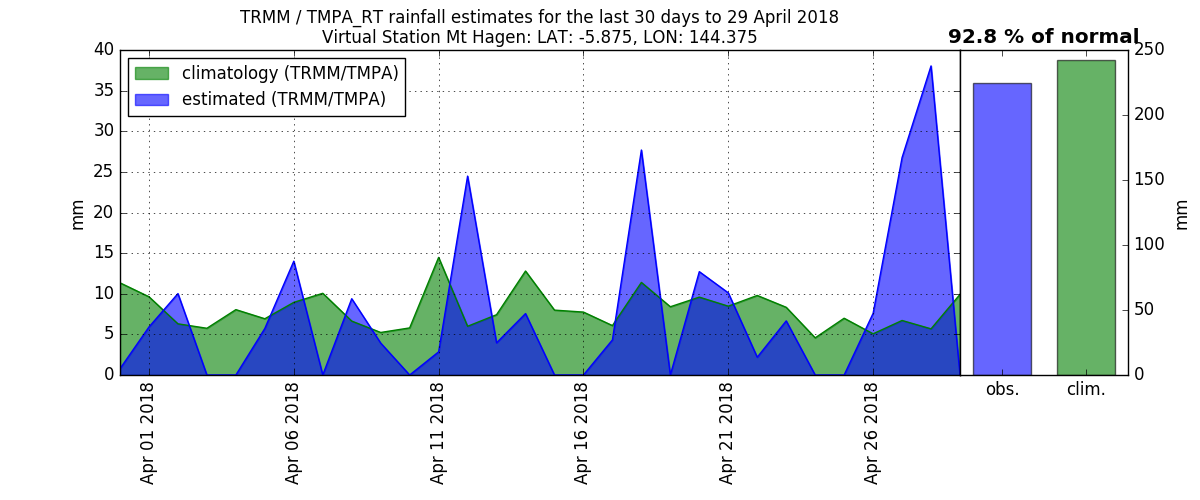 TRMM / TMPA_RT rainfall estimates for the last 30 days to 29 April 2018
Virtual Station Mt Hagen: LAT: -5.875, LON: 144.375
92.8 % of normal
climatology (TRMM/TMPA)
estimated (TRMM/TMPA)
40
35
30
25
20
15
10
5
0
mm
Apr 01 2018
Apr 06 2018
Apr 11 2018
Apr 16 2018
Apr 21 2018
Apr 26 2018
obs.
clim.
250
200
150
100
50
0
mm